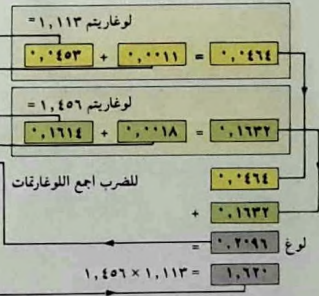 لوغاريتم ١,١١٣ =
٠,٠٤٥٣ + ٠,٠٠١١ = ٠,٠٤٦٤
لوغاريتم ١,٤٥٦ =
٠,١٦١٤ + ٠,٠٠١٨ = ٠,١٦٣٢
للضرب اجمع اللوغارتمات ٠,٠٤٦٤
+ ٠,١٦٣٢
= ٠,٢٠٩٦ لوغ
١,٤٥٦ × ١,١١٣ = ١,٦٢٠